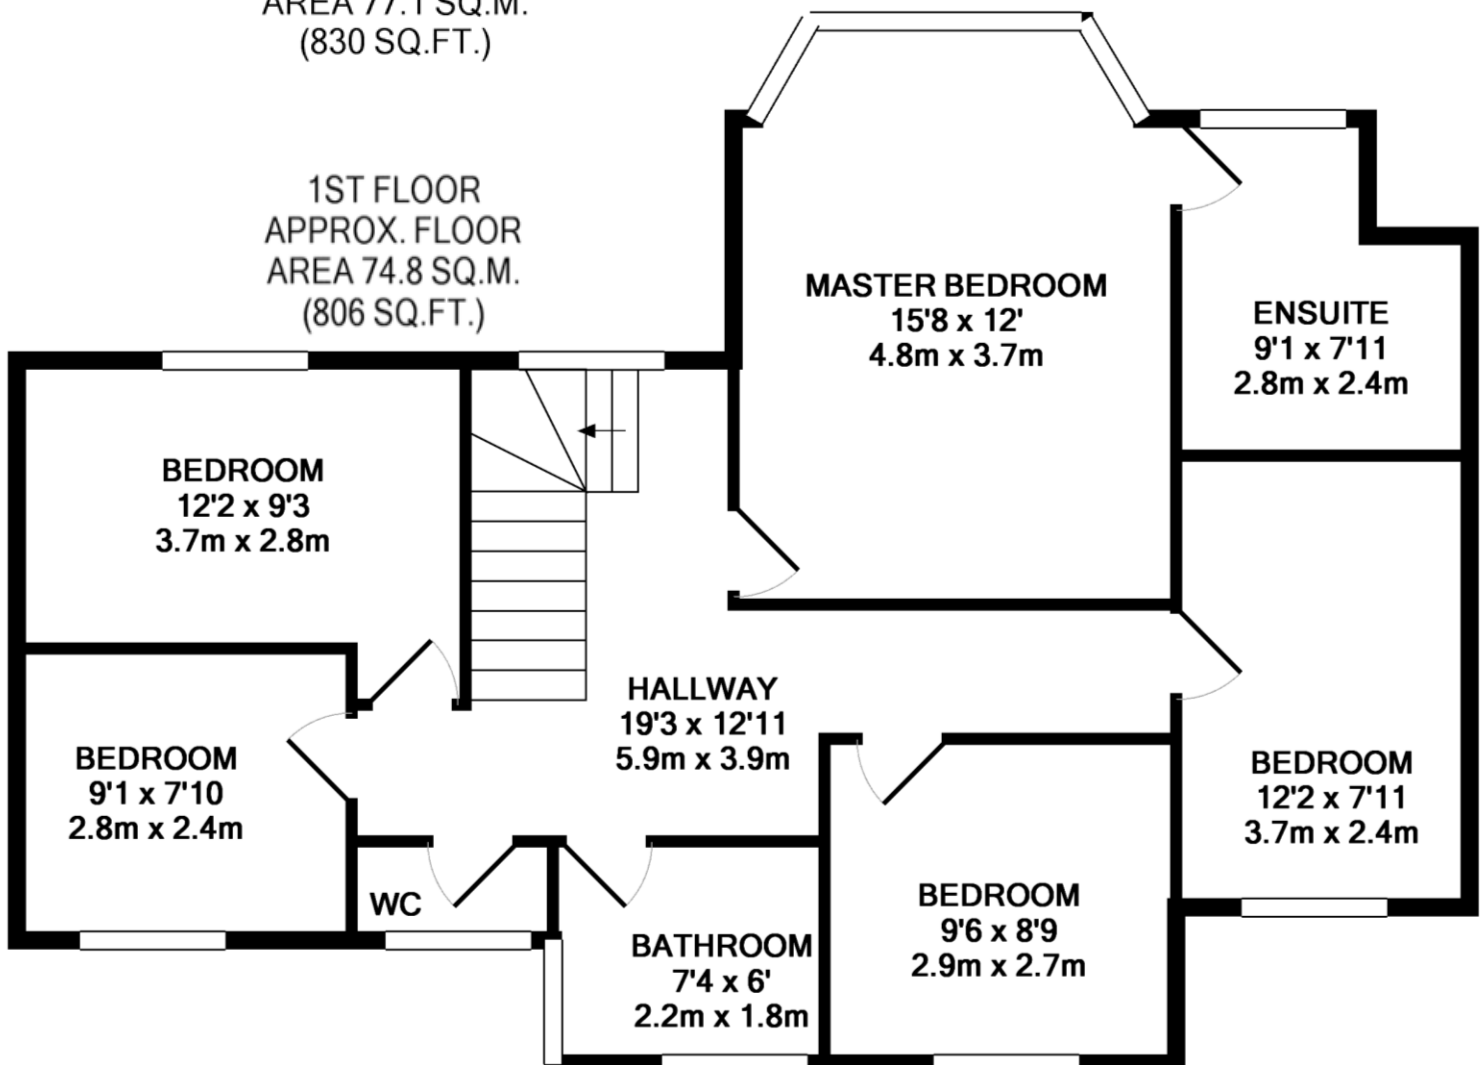 AREA 77.1 SQ.M.
(830 SQ.FT.)
1ST FLOOR
APPROX. FLOOR
AREA 74.8 SQ.M.
(806 SQ.FT.)
MASTER BEDROOM
15'8 x 12'
4.8m x 3.7m
ENSUITE
9'1 x 7'11
2.8m x 2.4m
BEDROOM
12'2 x 9'3
3.7m x 2.8m
HALLWAY
19'3 x 12'11
5.9m x 3.9m
BEDROOM
9'1 x 7'10
2.8m x 2.4m
BEDROOM
12'2 x 7'11
3.7m x 2.4m
WC
BATHROOM
7'4 x 6'
2.2m x 1.8m
BEDROOM
9'6 x 8'9
2.9m x 2.7m